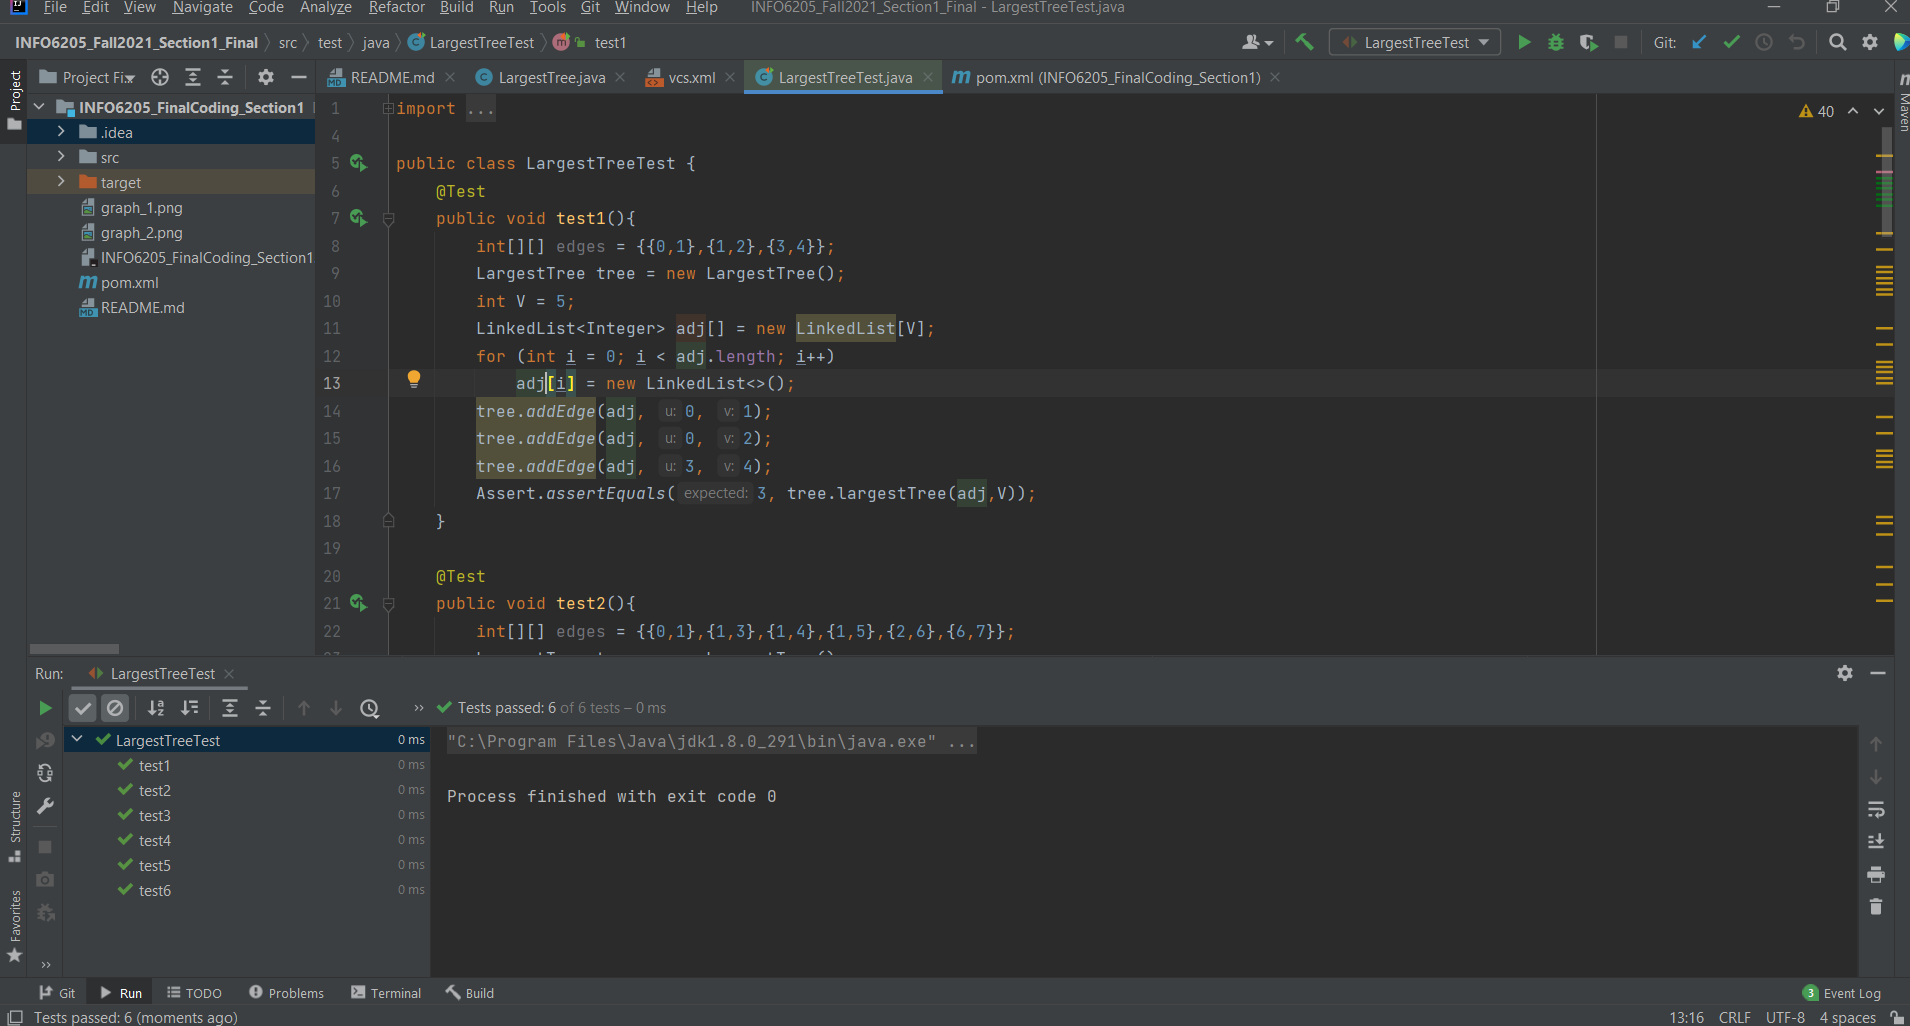 File Edit View Navigate Code Analyze Refactor Build Run Tools Git Window Help INFO6205_Fall2021_Section1_Final - LargestTreeTest.java
INFO6205_Fall2021_Section1_Final src test java LargestTreeTest test1 LargestTreeTest Git:
Project Project Fi... README.md LargestTree.java vcs.xml LargestTreeTest.java pom.xml (INFO6205_FinalCoding_Section1) Maven
INFO6205_FinalCoding_Section1
.idea
src
target
graph_1.png
graph_2.png
INFO6205_FinalCoding_Section1.
pom.xml
README.md
40
1 import ...
4
5 public class LargestTreeTest {
6 @Test
7 public void test1(){
8 int[][] edges = {{0,1},{1,2},{3,4}};
9 LargestTree tree = new LargestTree();
10 int V = 5;
11 LinkedList<Integer> adj[] = new LinkedList[V];
12 for (int i = 0; i < adj.length; i++)
13 adj[i] = new LinkedList<>();
14 tree.addEdge(adj, u: 0, v: 1);
15 tree.addEdge(adj, u: 0, v: 2);
16 tree.addEdge(adj, u: 3, v: 4);
17 Assert.assertEquals( expected: 3, tree.largestTree(adj,V));
18 }
19
20 @Test
21 public void test2(){
22 int[][] edges = {{0,1},{1,3},{1,4},{1,5},{2,6},{6,7}};
Run: LargestTreeTest
Tests passed: 6 of 6 tests – 0 ms
LargestTreeTest 0 ms
test1 0 ms
test2 0 ms
test3 0 ms
test4 0 ms
test5 0 ms
test6 0 ms
"C:\Program Files\Java\jdk1.8.0_291\bin\java.exe" ...
Process finished with exit code 0
Structure
Favorites
Git Run TODO Problems Terminal Build 3 Event Log
Tests passed: 6 (moments ago) 13:16 CRLF UTF-8 4 spaces